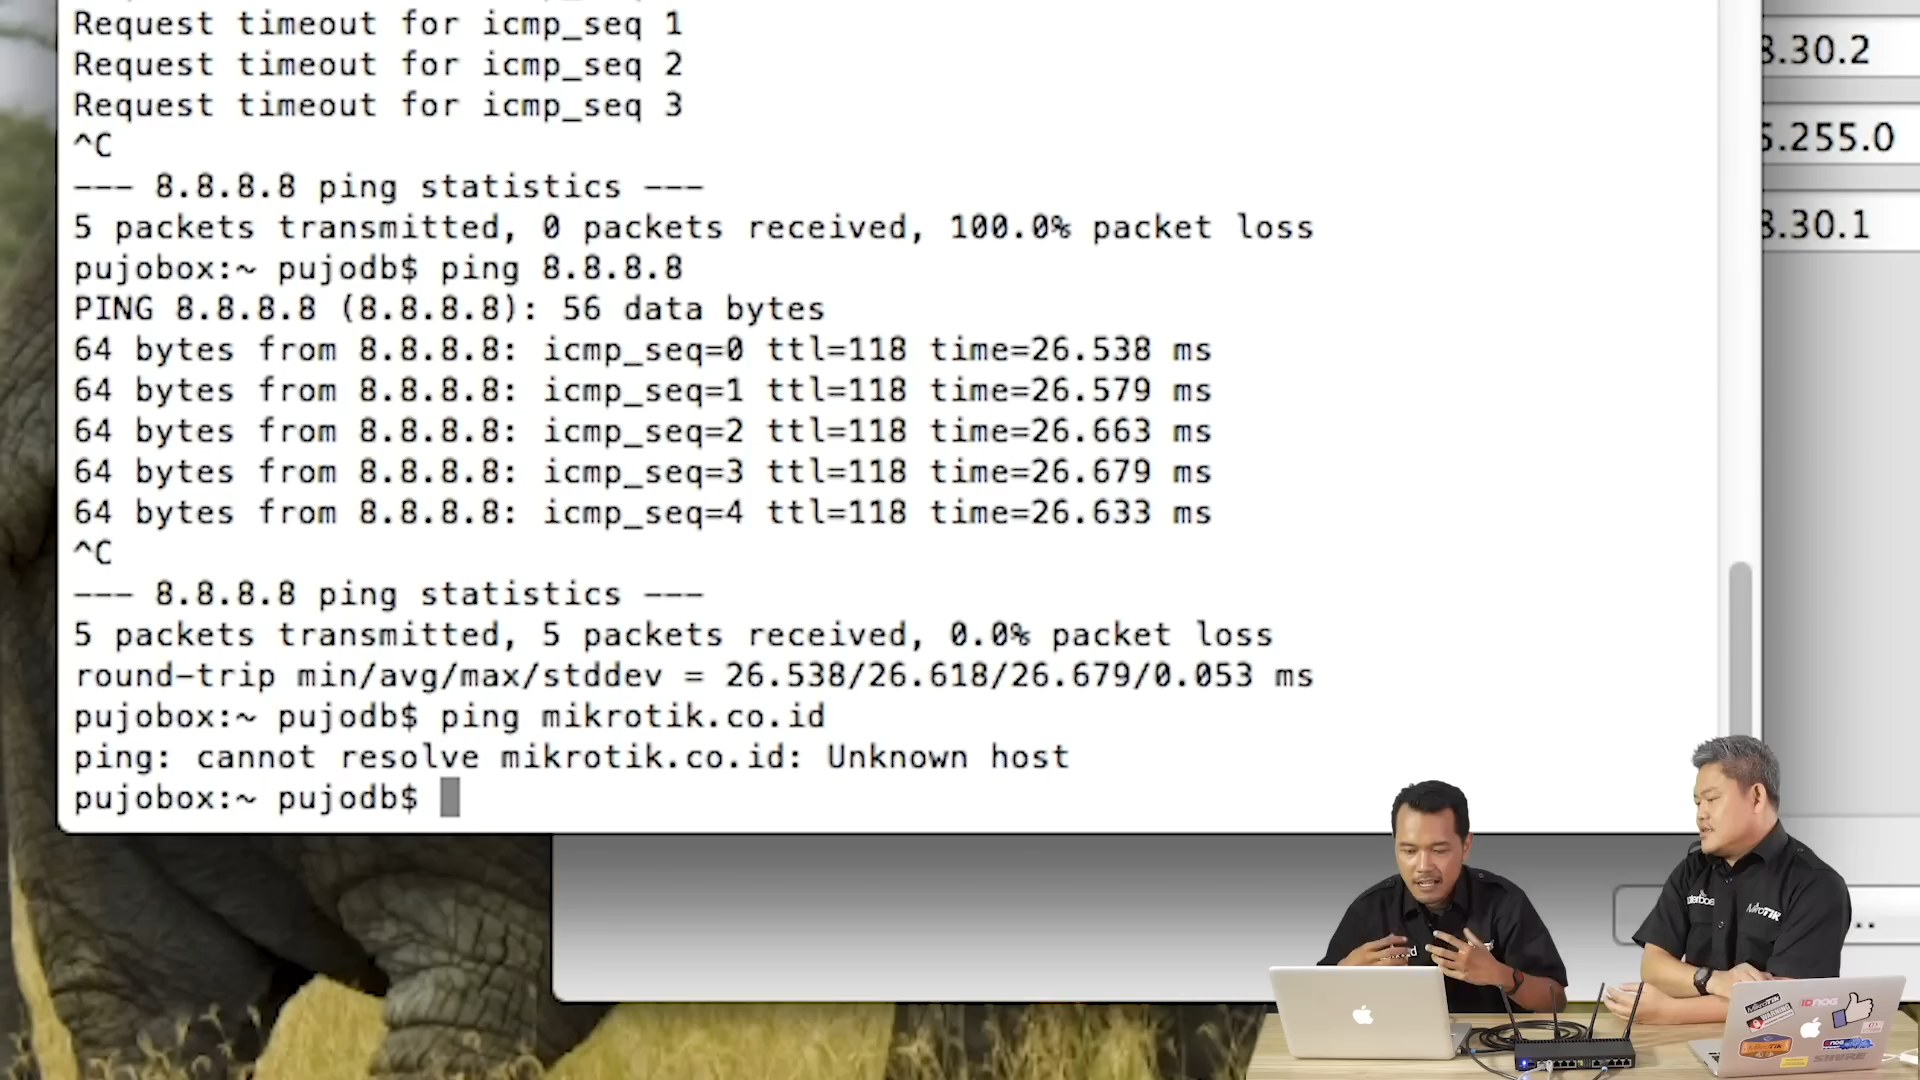 Request timeout for icmp_seq 1
Request timeout for icmp_seq 2
Request timeout for icmp_seq 3
^C
--- 8.8.8.8 ping statistics ---
5 packets transmitted, 0 packets received, 100.0% packet loss
pujobox:~ pujodb$ ping 8.8.8.8
PING 8.8.8.8 (8.8.8.8): 56 data bytes
64 bytes from 8.8.8.8: icmp_seq=0 ttl=118 time=26.538 ms
64 bytes from 8.8.8.8: icmp_seq=1 ttl=118 time=26.579 ms
64 bytes from 8.8.8.8: icmp_seq=2 ttl=118 time=26.663 ms
64 bytes from 8.8.8.8: icmp_seq=3 ttl=118 time=26.679 ms
64 bytes from 8.8.8.8: icmp_seq=4 ttl=118 time=26.633 ms
^C
--- 8.8.8.8 ping statistics ---
5 packets transmitted, 5 packets received, 0.0% packet loss
round-trip min/avg/max/stddev = 26.538/26.618/26.679/0.053 ms
pujobox:~ pujodb$ ping mikrotik.co.id
ping: cannot resolve mikrotik.co.id: Unknown host
pujobox:~ pujodb$
8.30.2
5.255.0
8.30.1
..
MikroTik
IDNOG
MikroTik
SHURE